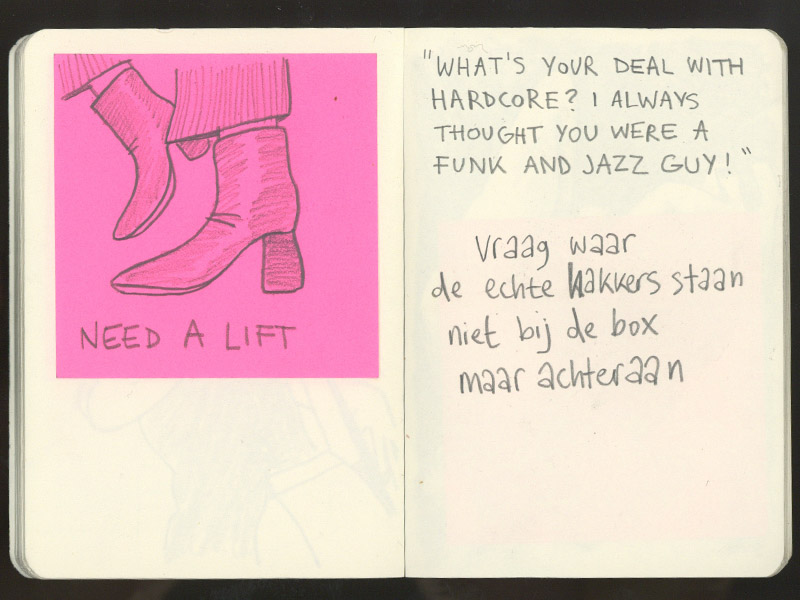 NEED A LIFT
"WHAT'S YOUR DEAL WITH
HARDCORE? I ALWAYS
THOUGHT YOU WERE A
FUNK AND JAZZ GUY!"
Vraag waar
de echte hakkers staan
niet bij de box
maar achteraan